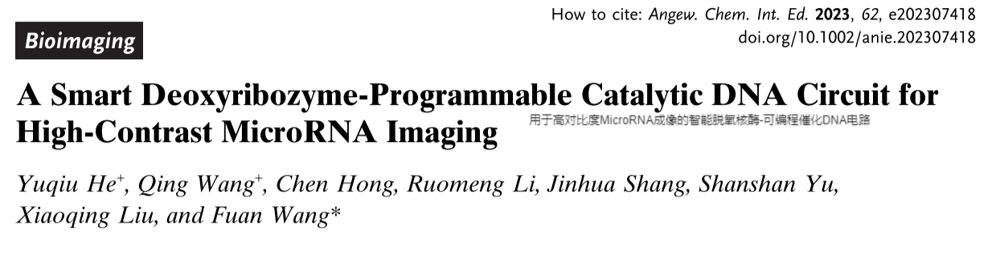 How to cite: Angew. Chem. Int. Ed. 2023, 62, e202307418
doi.org/10.1002/anie.202307418
Bioimaging
A Smart Deoxyribozyme-Programmable Catalytic DNA Circuit for
High-Contrast MicroRNA Imaging
用于高对比度MicroRNA成像的智能脱氧核酶-可编程催化DNA电路
Yuqiu He+, Qing Wang+, Chen Hong, Ruomeng Li, Jinhua Shang, Shanshan Yu,
Xiaoqing Liu, and Fuan Wang*